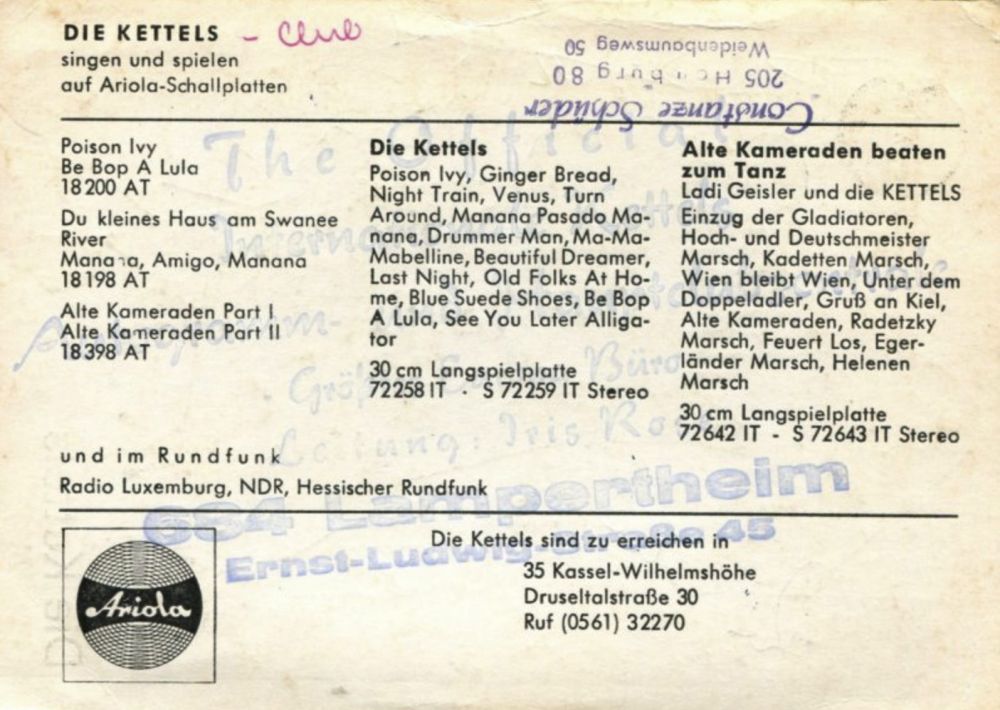 DIE KETTELS - Club
singen und spielen
auf Ariola-Schallplatten
Constanze Schüder
205 Hamburg 80
Weidenbaumsweg 50
Poison Ivy
Be Bop A Lula
18 200 AT
Du kleines Haus am Swanee
River
Manana, Amigo, Manana
18 198 AT
Alte Kameraden Part I
Alte Kameraden Part II
18 398 AT
Die Kettels
Poison Ivy, Ginger Bread,
Night Train, Venus, Turn
Around, Manana Pasado Ma-
nana, Drummer Man, Ma-Ma-
Mabelline, Beautiful Dreamer,
Last Night, Old Folks At Ho-
me, Blue Suede Shoes, Be Bop
A Lula, See You Later Alliga-
tor
30 cm Langspielplatte
72258 IT · S 72259 IT Stereo
Alte Kameraden beaten
zum Tanz
Ladi Geisler und die KETTELS
Einzug der Gladiatoren,
Hoch- und Deutschmeister
Marsch, Kadetten Marsch,
Wien bleibt Wien, Unter dem
Doppeladler, Gruß an Kiel,
Alte Kameraden, Radetzky
Marsch, Feuert Los, Eger-
länder Marsch, Helenen
Marsch
30 cm Langspielplatte
72642 IT - S 72643 IT Stereo
The Official
Kettels
Büro
Leitung: Iris
und im Rundfunk
Radio Luxemburg, NDR, Hessischer Rundfunk
684 Lampertheim
Ernst-Ludwig-Straße 45
Die Kettels sind zu erreichen in
35 Kassel-Wilhelmshöhe
Druseltalstraße 30
Ruf (0561) 32270
Ariola